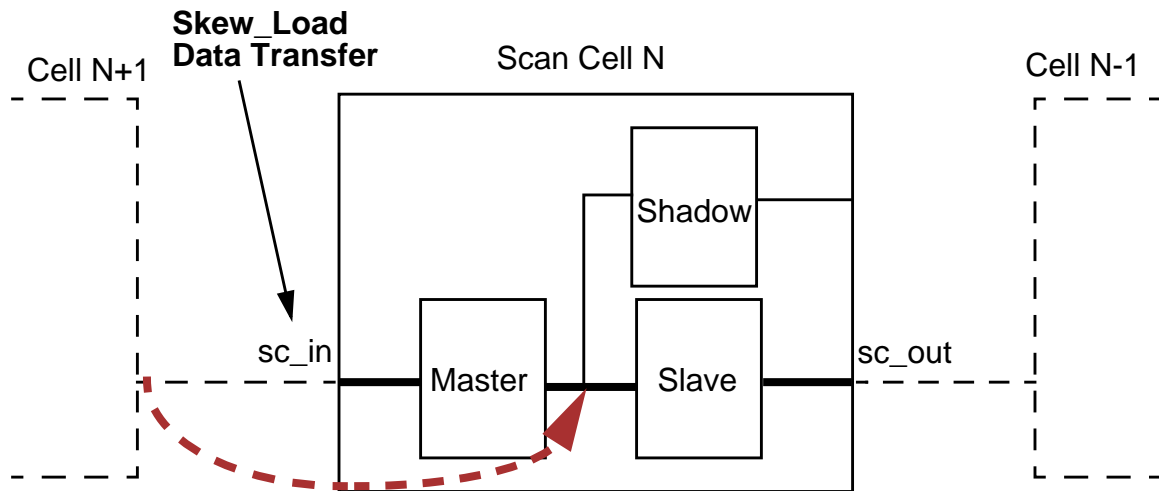 Skew_Load
Data Transfer
Cell N+1
Scan Cell N
Cell N-1
Shadow
sc_in
sc_out
Master
Slave